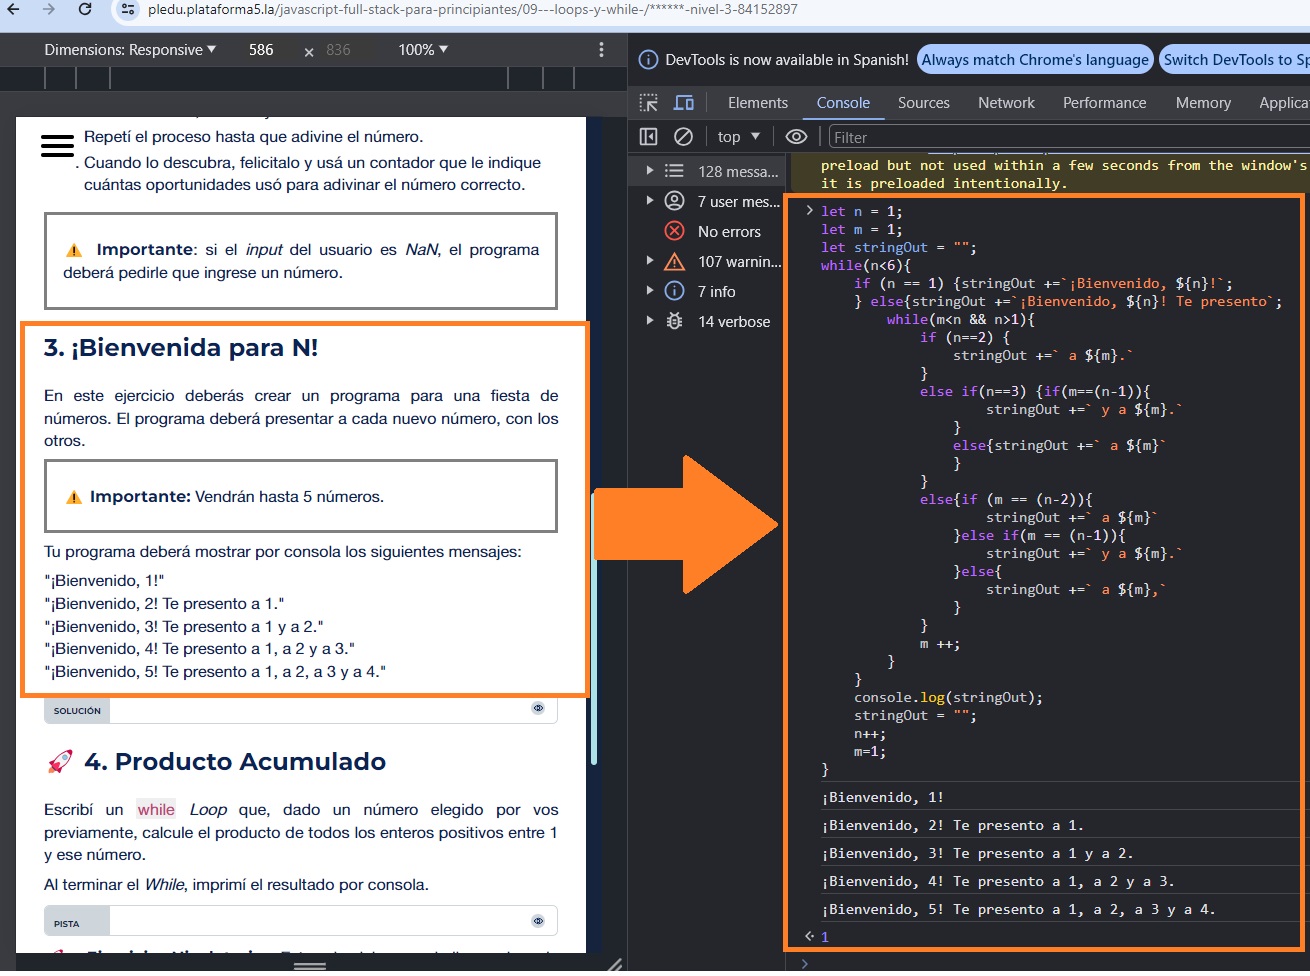 pledu.plataforma5.la/javascript-full-stack-para-principiantes/09---loops-y-while-/******-nivel-3-84152897
Dimensions: Responsive ▼ 586 × 836 100% ▼
Repetí el proceso hasta que adivine el número.
Cuando lo descubra, felicitalo y usá un contador que le indique
cuántas oportunidades usó para adivinar el número correcto.
⚠ Importante: si el input del usuario es NaN, el programa
deberá pedirle que ingrese un número.
3. ¡Bienvenida para N!
En este ejercicio deberás crear un programa para una fiesta de
números. El programa deberá presentar a cada nuevo número, con los
otros.
⚠ Importante: Vendrán hasta 5 números.
Tu programa deberá mostrar por consola los siguientes mensajes:
"¡Bienvenido, 1!"
"¡Bienvenido, 2! Te presento a 1."
"¡Bienvenido, 3! Te presento a 1 y a 2."
"¡Bienvenido, 4! Te presento a 1, a 2 y a 3."
"¡Bienvenido, 5! Te presento a 1, a 2, a 3 y a 4."
SOLUCIÓN
🚀 4. Producto Acumulado
Escribí un while Loop que, dado un número elegido por vos
previamente, calcule el producto de todos los enteros positivos entre 1
y ese número.
Al terminar el While, imprimí el resultado por consola.
PISTA
DevTools is now available in Spanish! Always match Chrome's language Switch DevTools to Sp
Elements Console Sources Network Performance Memory Applica
top ▼ Filter
128 messa...
7 user mes...
No errors
107 warnin...
7 info
14 verbose
preload but not used within a few seconds from the window's
it is preloaded intentionally.
> let n = 1;
let m = 1;
let stringOut = "";
while(n<6){
    if (n == 1) {stringOut +=`¡Bienvenido, ${n}!`;
    } else{stringOut +=`¡Bienvenido, ${n}! Te presento`;
        while(m<n && n>1){
            if (n==2) {
                stringOut +=` a ${m}.`
            }
            else if(n==3) {if(m==(n-1)){
                    stringOut +=` y a ${m}.`
                }
                else{stringOut +=` a ${m}`
                }
            }
            else{if (m == (n-2)){
                    stringOut +=` a ${m}`
                }else if(m == (n-1)){
                    stringOut +=` y a ${m}.`
                }else{
                    stringOut +=` a ${m},`
                }
            }
            m ++;
        }
    }
    console.log(stringOut);
    stringOut = "";
    n++;
    m=1;
}
¡Bienvenido, 1!
¡Bienvenido, 2! Te presento a 1.
¡Bienvenido, 3! Te presento a 1 y a 2.
¡Bienvenido, 4! Te presento a 1, a 2 y a 3.
¡Bienvenido, 5! Te presento a 1, a 2, a 3 y a 4.
1